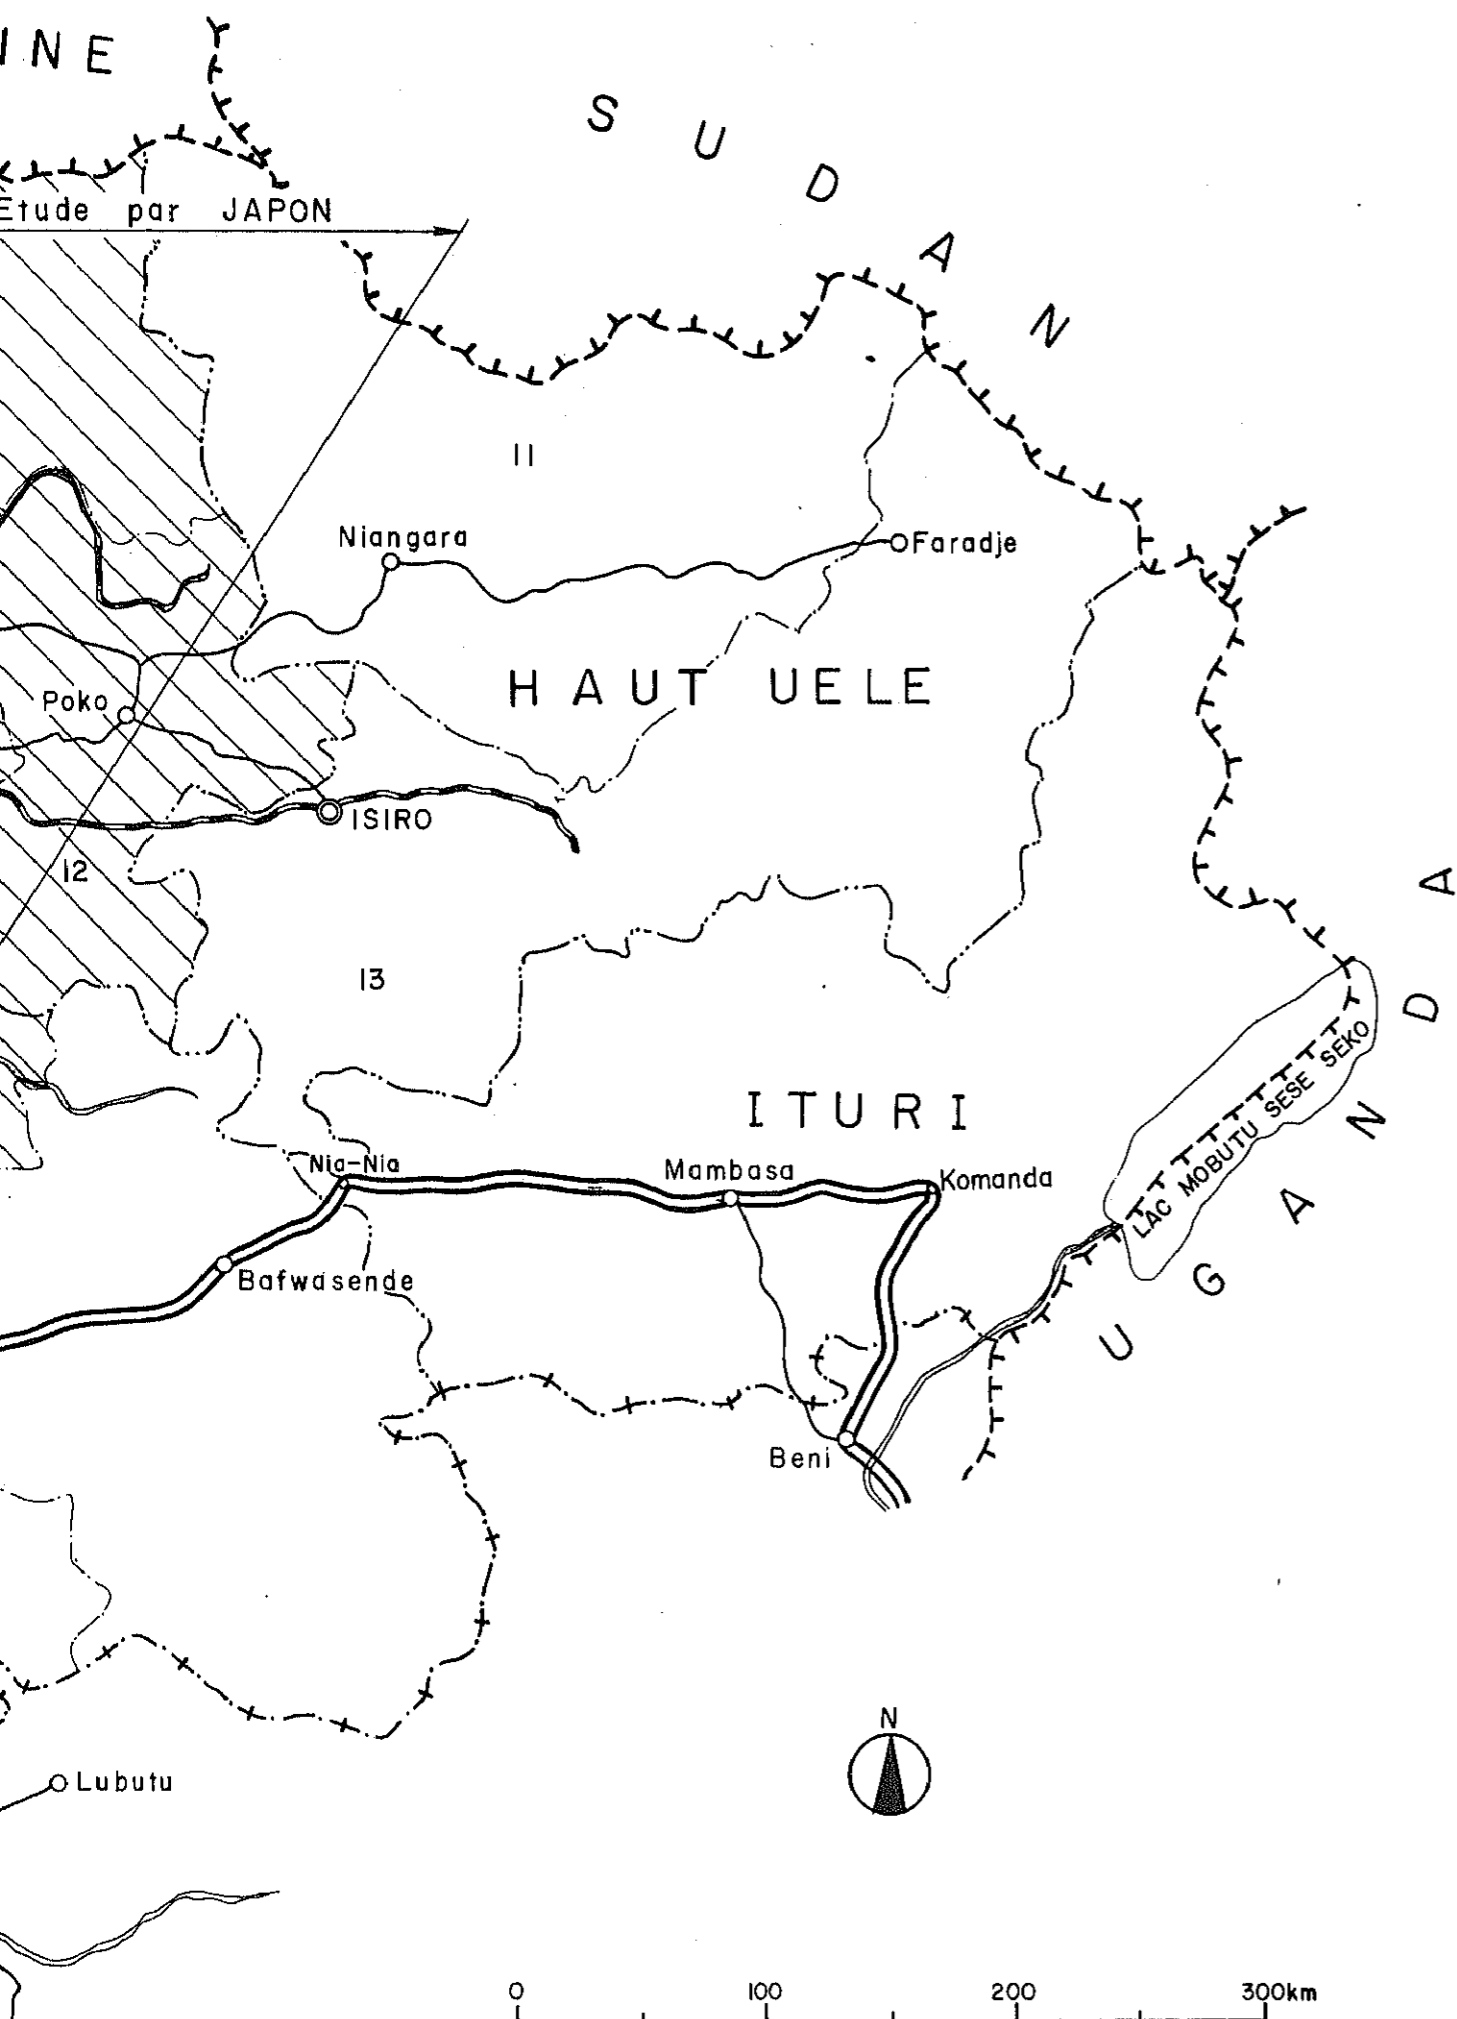 INE
SUDAN
Etude par JAPON
11
Niangara
Faradje
HAUT UELE
Poko
ISIRO
12
13
LAC MOBUTU SESE SEKO
UGANDA
ITURI
Nia-Nia
Mambasa
Komanda
Bafwasende
Beni
N
Lubutu
0 100 200 300km